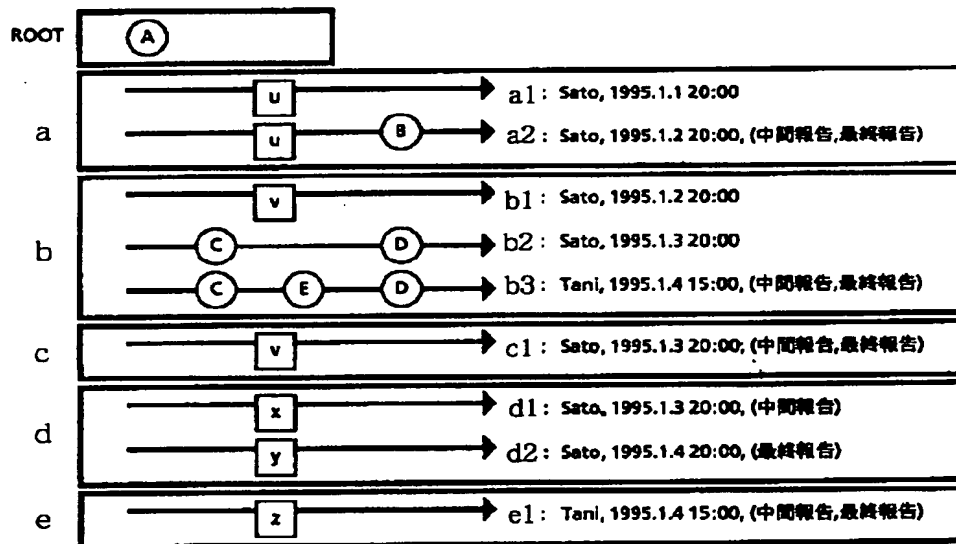 ROOT A
u a1: Sato, 1995.1.1 20:00
a
u B a2: Sato, 1995.1.2 20:00, (中間報告,最終報告)
v b1: Sato, 1995.1.2 20:00
b C D b2: Sato, 1995.1.3 20:00
C E D b3: Tani, 1995.1.4 15:00, (中間報告,最終報告)
c v c1: Sato, 1995.1.3 20:00, (中間報告,最終報告)
x d1: Sato, 1995.1.3 20:00, (中間報告)
d
y d2: Sato, 1995.1.4 20:00, (最終報告)
e z e1: Tani, 1995.1.4 15:00, (中間報告,最終報告)